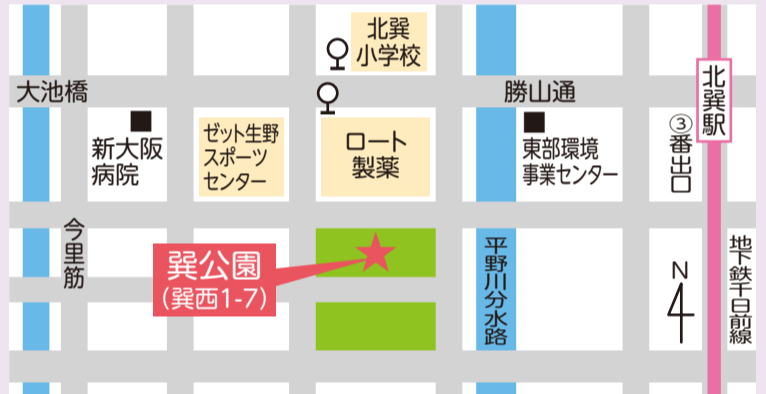 北巽
小学校
大池橋
勝山通
北巽駅
③番出口
新大阪
病院
ゼット生野
スポーツ
センター
ロート
製薬
東部環境
事業センター
今里筋
巽公園
(巽西1-7)
平野川分水路
N
地下鉄千日前線